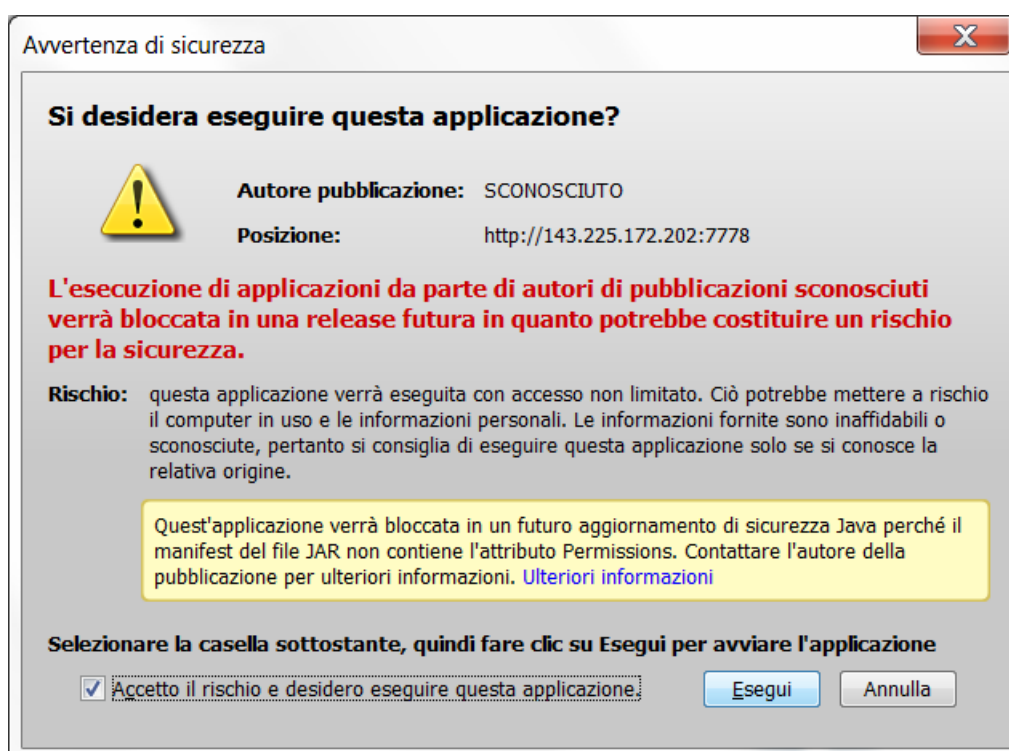 Avvertenza di sicurezza
Si desidera eseguire questa applicazione?
Autore pubblicazione: SCONOSCIUTO
Posizione: http://143.225.172.202:7778
L'esecuzione di applicazioni da parte di autori di pubblicazioni sconosciuti
verrà bloccata in una release futura in quanto potrebbe costituire un rischio
per la sicurezza.
Rischio: questa applicazione verrà eseguita con accesso non limitato. Ciò potrebbe mettere a rischio
il computer in uso e le informazioni personali. Le informazioni fornite sono inaffidabili o
sconosciute, pertanto si consiglia di eseguire questa applicazione solo se si conosce la
relativa origine.
Quest'applicazione verrà bloccata in un futuro aggiornamento di sicurezza Java perché il
manifest del file JAR non contiene l'attributo Permissions. Contattare l'autore della
pubblicazione per ulteriori informazioni. Ulteriori informazioni
Selezionare la casella sottostante, quindi fare clic su Esegui per avviare l'applicazione
Accetto il rischio e desidero eseguire questa applicazione. Esegui Annulla